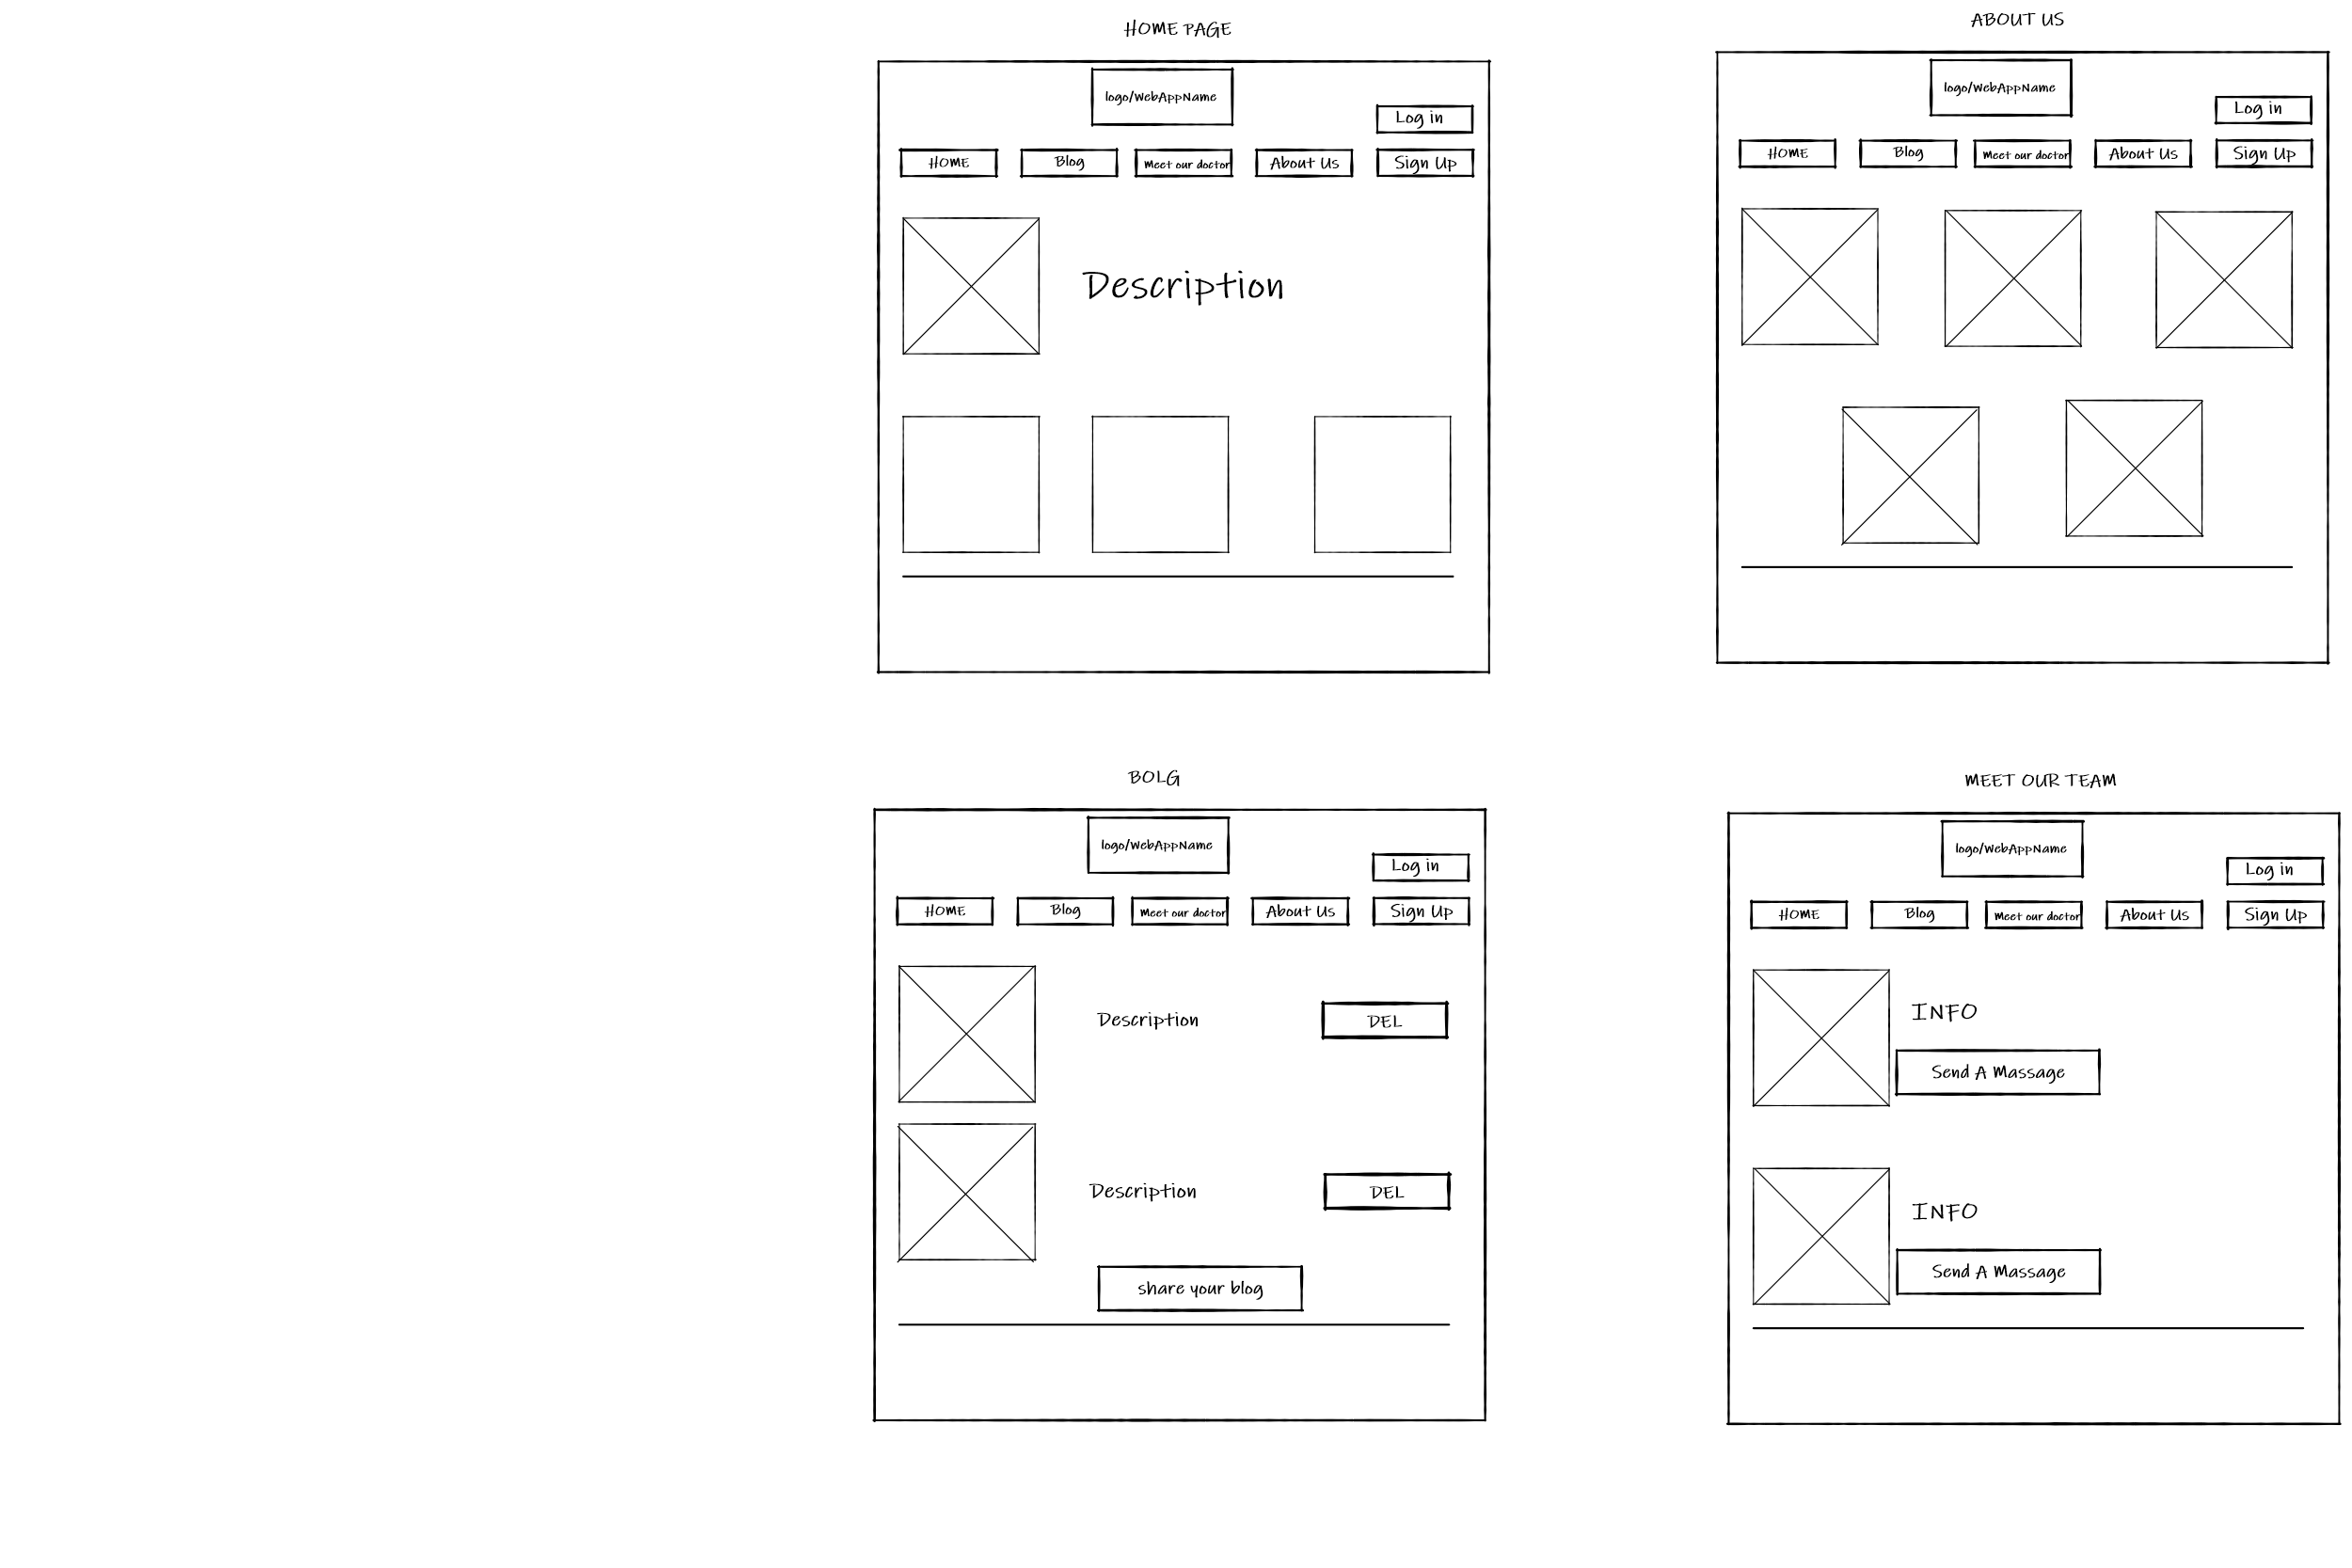 HOME PAGE
logo/WebAppName
Log in
HOME
Blog
Meet our doctor
About Us
Sign Up
Description
ABOUT US
logo/WebAppName
Log in
HOME
Blog
Meet our doctor
About Us
Sign Up
BOLG
logo/WebAppName
Log in
HOME
Blog
Meet our doctor
About Us
Sign Up
Description
DEL
Description
DEL
share your blog
MEET OUR TEAM
logo/WebAppName
Log in
HOME
Blog
Meet our doctor
About Us
Sign Up
INFO
Send A Massage
INFO
Send A Massage